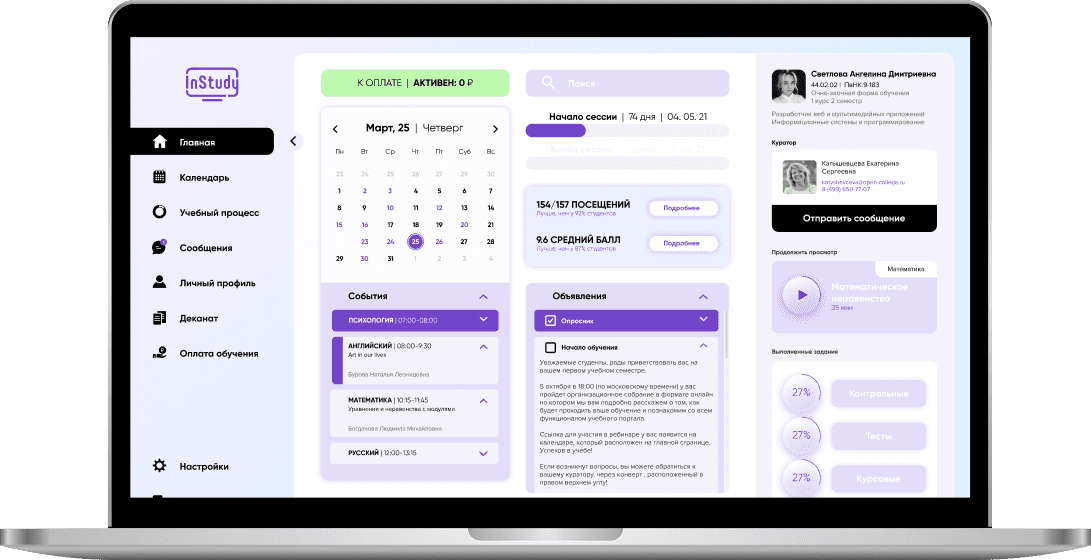 InStudy
Главная
Календарь
Учебный процесс
Сообщения
Личный профиль
Деканат
Оплата обучения
Настройки
К ОПЛАТЕ | АКТИВЕН: 0 ₽
Март, 25 | Четверг
Пн Вт Ср Чт Пт Суб Вс
23 24 25 26 27 29 30
1 2 3 4 5 6 7
8 9 10 11 12 13 14
15 16 17 18 19 20 21
23 24 25 26 27 28
29 30 31 1 2 3 4
События
ПСИХОЛОГИЯ | 07:00-08:00
АНГЛИЙСКИЙ | 08:00-9:30
Art in our lives
Бурова Наталья Леонидовна
МАТЕМАТИКА | 10:15-11:45
Уравнения и неравенства с модулями
Богданова Людмила Михайловна
РУССКИЙ | 12:00-13:15
Поиск
Начало сессии | 74 дня | 04. 05. 21
Конец сессии
154/157 ПОСЕЩЕНИЙ
Лучше, чем у 92% студентов
Подробнее
9.6 СРЕДНИЙ БАЛЛ
Лучше, чем у 87% студентов
Подробнее
Объявления
Опросник
Начало обучения
Уважаемые студенты, рады приветствовать вас на
вашем первом учебном семестре.
5 октября в 18:00 (по московскому времени) у вас
пройдет организационное собрание в формате онлайн
на котором мы вам подробно расскажем о том, как
будет проходить ваше обучение и познакомим со всем
функционалом учебного портала.
Ссылка для участия в вебинаре у вас появится на
календаре, который расположен на главной странице.
Успехов в учебе!
Если возникнут вопросы, вы можете обратиться к
вашему куратору, через конверт , расположенный в
правом верхнем углу!
Светлова Ангелина Дмитриевна
44.02.02 | ПвНК.9-183
Очно-заочная форма обучения
1 курс 2 семестр
Разработчик веб и мультимедийных приложений
Информационные системы и программирование
Куратор
Катышевцева Екатерина
Сергеевна
katyshevceva@open-college.ru
8 (499) 650-77-07
Отправить сообщение
Продолжить просмотр
Математика
Математическое
неравенство
35 мин
Выполненные задания
27% Контрольные
27% Тесты
27% Курсовые